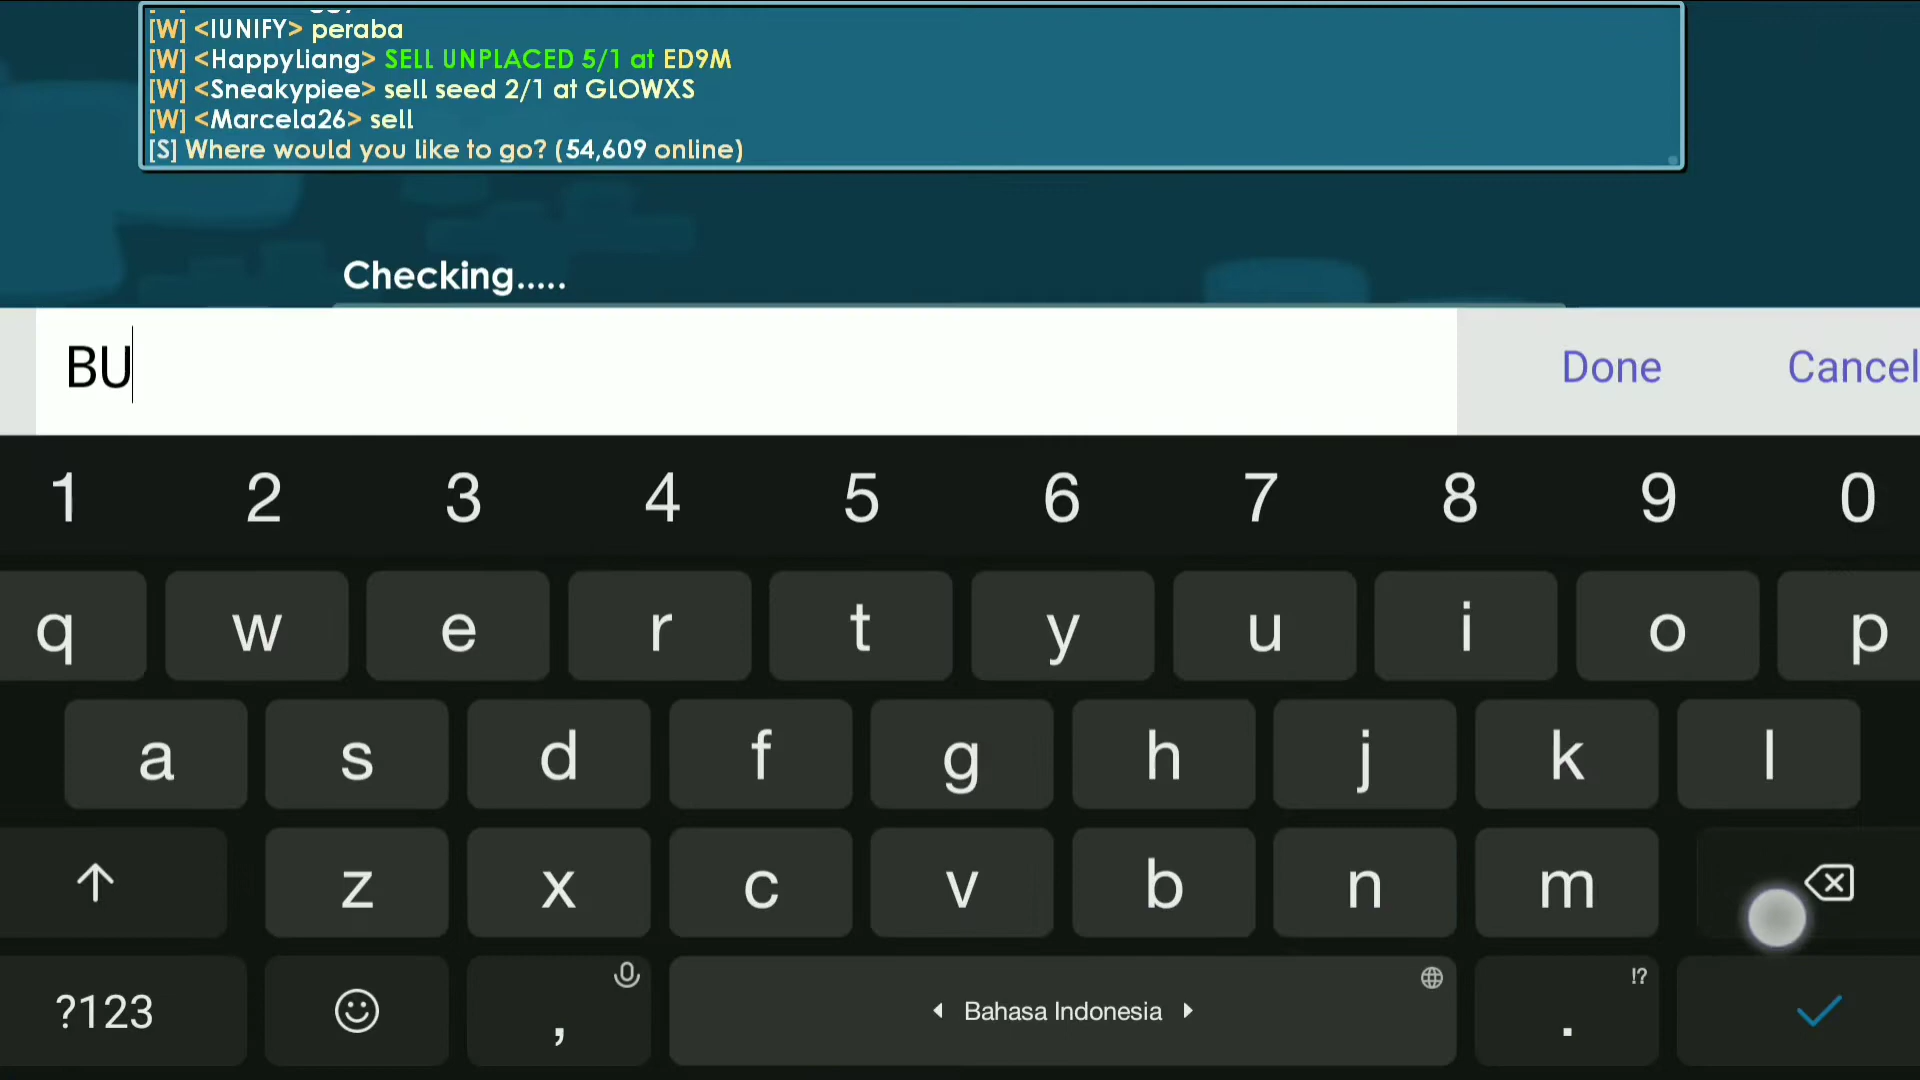 [W] <IUNIFY> peraba
[W] <HappyLiang> SELL UNPLACED 5/1 at ED9M
[W] <Sneakypiee> sell seed 2/1 at GLOWXS
[W] <Marcela26> sell
[S] Where would you like to go? (54,609 online)
Checking.....
BU
Done Cancel
1 2 3 4 5 6 7 8 9 0
q w e r t y u i o p
a s d f g h j k l
z x c v b n m
!?
?123 , Bahasa Indonesia .